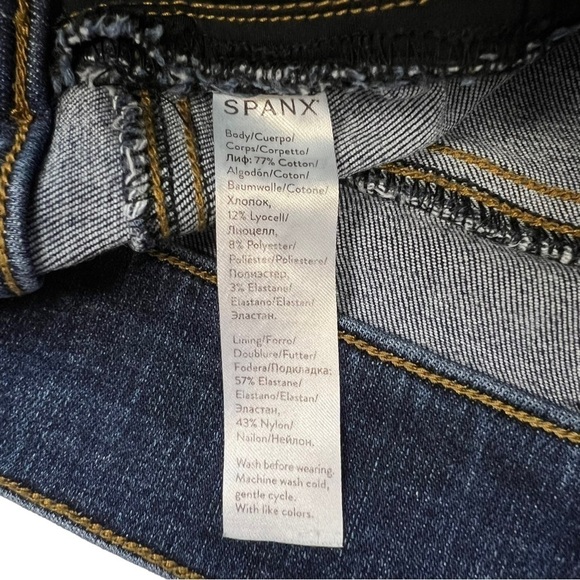 SPANX
Body/Cuerpo/
Corps/Corpetto/
Лиф: 77% Cotton/
Algodón/Coton/
Baumwolle/Cotone/
Хлопок,
12% Lyocell/
Лиоцелл,
8% Polyester/
Poliéster/Poliestere/
Полиэстер,
3% Elastane/
Elastano/Elastan/
Эластан.
Lining/Forro/
Doublure/Futter/
Fodera/Подкладка:
57% Elastane/
Elastano/Elastan/
Эластан,
43% Nylon/
Nailon/Нейлон.
Wash before wearing.
Machine wash cold,
gentle cycle.
With like colors.